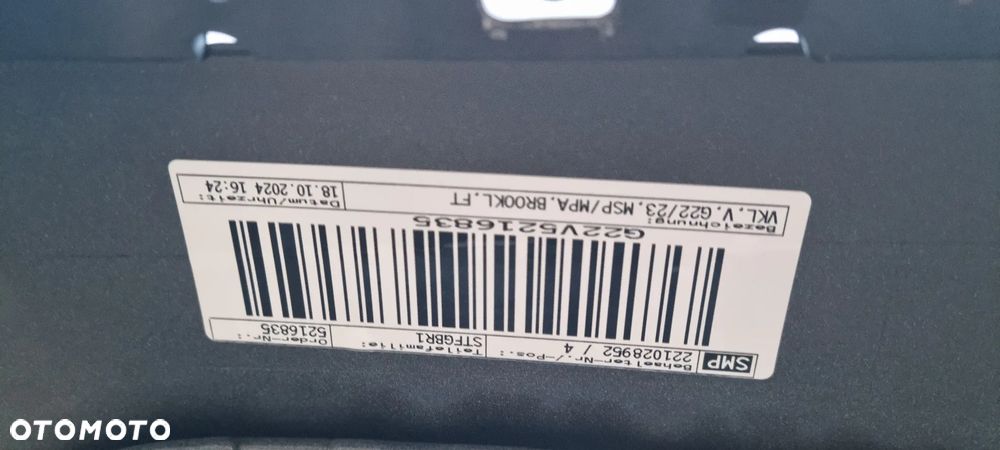 SMP
Behaelter-Nr./-Pos.:
221028952 / 4
Teilefamilie:
STFGBR1
Order-Nr.:
5216835
G22V5216835
Bezeichnung:
VKL.V.G22/23.MSP/MPA.BROOKL.FT
Datum/Uhrzeit:
18.10.2024 16:24
OTOMOTO